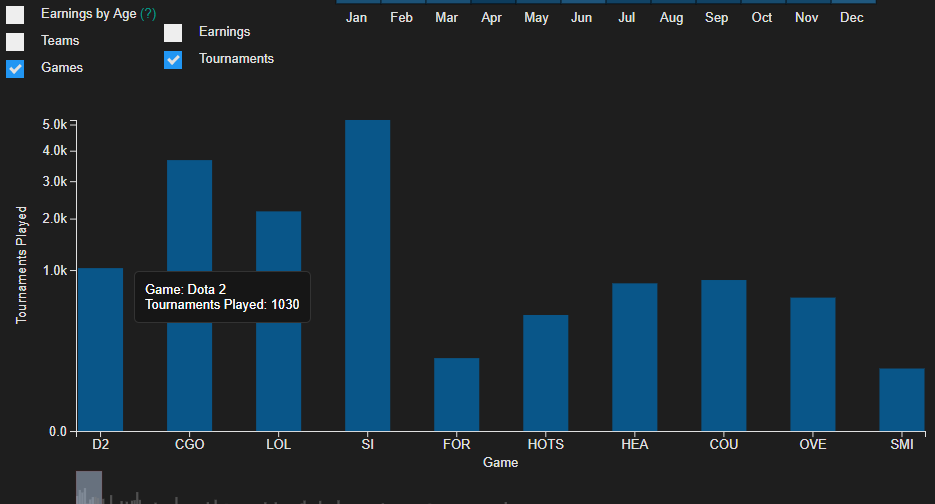 Earnings by Age (?)
Teams
Games
Earnings
Tournaments
Jan Feb Mar Apr May Jun Jul Aug Sep Oct Nov Dec
Tournaments Played
5.0k
4.0k
3.0k
2.0k
1.0k
0.0
Game: Dota 2
Tournaments Played: 1030
D2 CGO LOL SI FOR HOTS HEA COU OVE SMI
Game